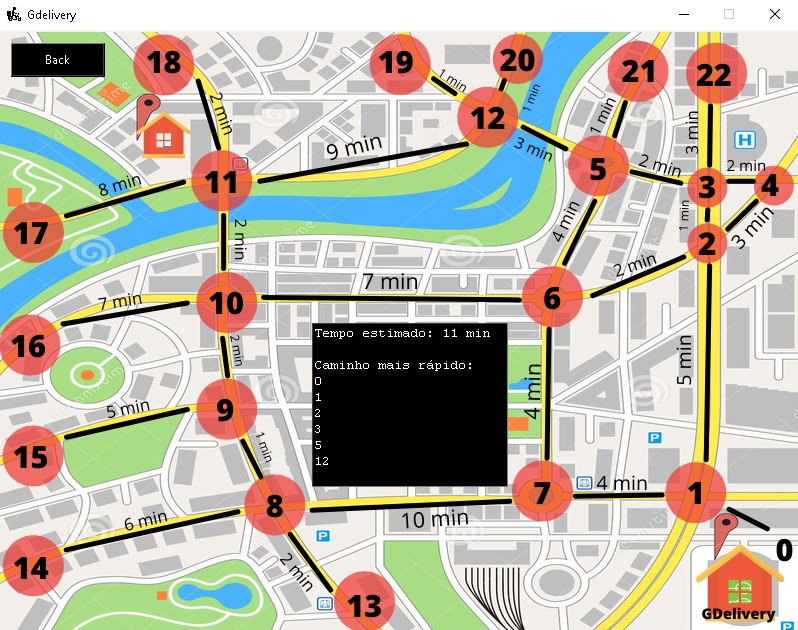 Gdelivery
Back
18
19
20
21
22
1 min
1 min
2 min
12
1 min
3 min
9 min
3 min
H
5
2 min
2 min
8 min
11
3
4
17
2 min
4 min
1 min
3 min
2
7 min
2 min
7 min
10
6
16
2 min
Tempo estimado: 11 min
Caminho mais rápido:
0
1
2
3
5
12
5 min
4 min
5 min
9
1 min
P
15
8
7
4 min
1
10 min
6 min
P
14
2 min
0
13
GDelivery
P